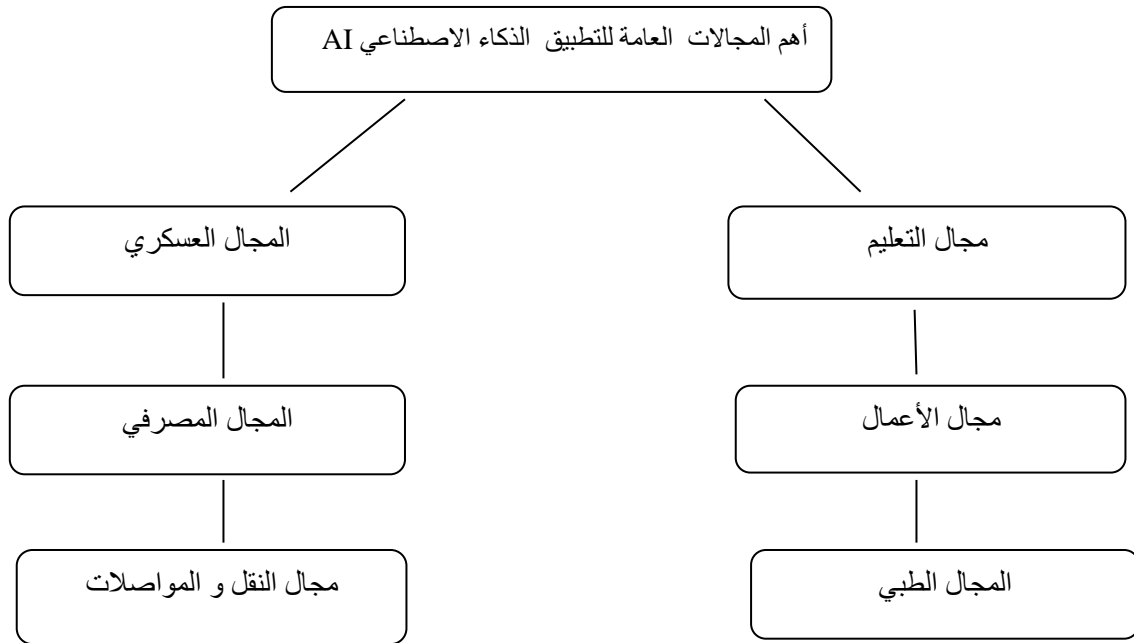 أهم المجالات العامة للتطبيق الذكاء الاصطناعي AI
مجال التعليم
المجال العسكري
مجال الأعمال
المجال المصرفي
المجال الطبي
مجال النقل و المواصلات